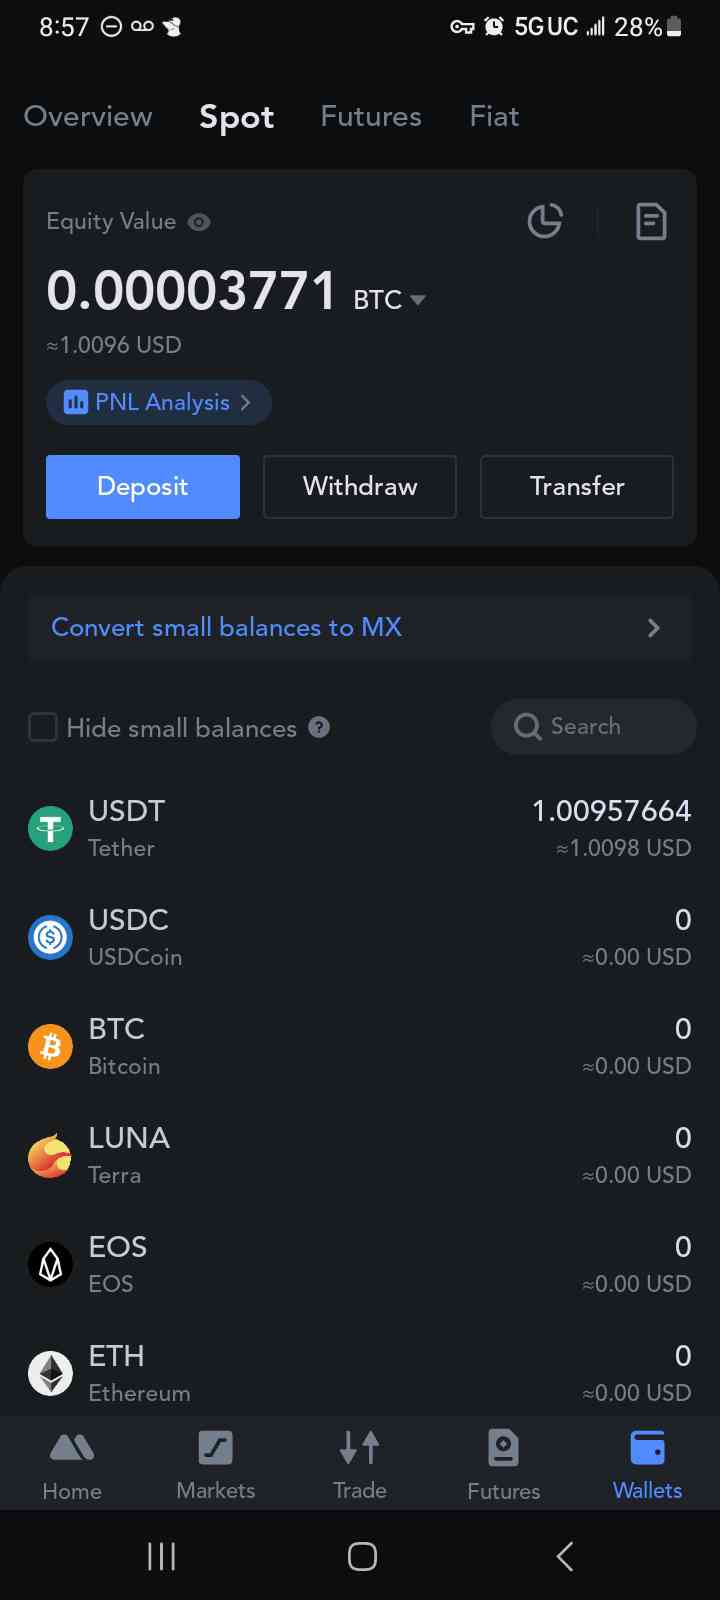 8:57 5G UC 28%
Overview Spot Futures Fiat
Equity Value
0.00003771 BTC
≈1.0096 USD
PNL Analysis
Deposit Withdraw Transfer
Convert small balances to MX
Hide small balances ? Search
USDT 1.00957664
Tether ≈1.0098 USD
USDC 0
USDCoin ≈0.00 USD
BTC 0
Bitcoin ≈0.00 USD
LUNA 0
Terra ≈0.00 USD
EOS 0
EOS ≈0.00 USD
ETH 0
Ethereum ≈0.00 USD
Home Markets Trade Futures Wallets